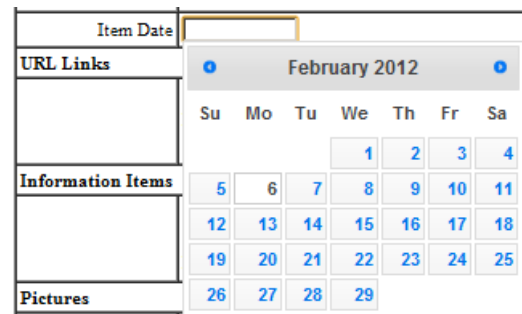 Item Date
URL Links
February 2012
Su Mo Tu We Th Fr Sa
1 2 3 4
Information Items
5 6 7 8 9 10 11
12 13 14 15 16 17 18
19 20 21 22 23 24 25
Pictures
26 27 28 29